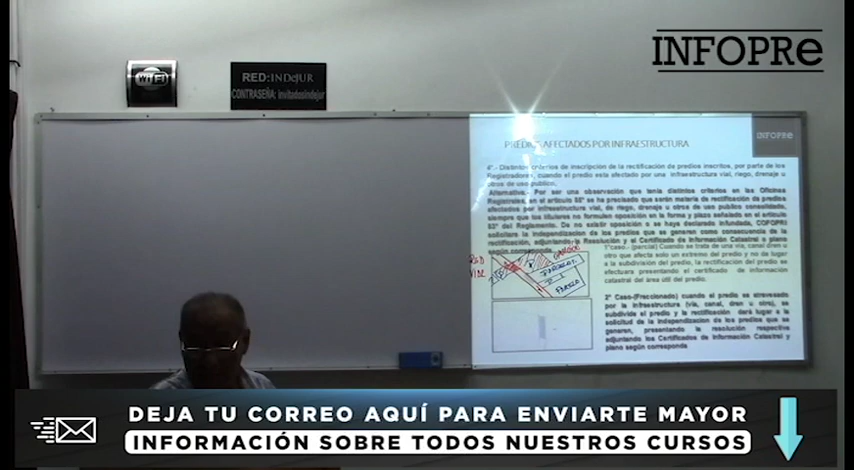 INFOPRe
WiFi
RED:INDEJUR
CONTRASEÑA: invitadosindejur
PREDIOS AFECTADOS POR INFRAESTRUCTURA
INFOPRe
4°.- Distintos criterios de inscripción de la rectificación de predios inscritos, por parte de los
Registradores, cuando el predio esta afectado por una infraestructura vial, riego, drenaje u
otros de uso publico.
Alternativa.- Por ser una observación que tenía distintos criterios en las Oficinas
Registrales, en el artículo 88° se ha precisado que serán materia de rectificación de predios
afectados por infraestructura vial, de riego, drenaje u otros de uso publico consolidado,
siempre que los titulares no formulen oposición en la forma y plazo señalado en el artículo
82° del Reglamento. De no existir oposición o se haya declarado infundada, COFOPRI
solicitara la independizacion de los predios que se generen como consecuencia de la
rectificación, adjuntando la Resolución y el Certificado de Información Catastral o plano
según corresponda
1°caso.- (parcial) Cuando se trata de una vía, canal dren u
otro que afecta solo un extremo del predio y no da lugar
a la subdivisión del predio, la rectificación del predio se
efectuara presentando el certificado de información
catastral del área útil del predio.
RED
VIAL
2° Caso-(Fraccionado) cuando el predio es atravesado
por la infraestructura (vía, canal, dren u otro), se
subdivide el predio y la rectificación dará lugar a la
solicitud de la independizacion de los predios que se
generen, presentando la resolución respectiva
adjuntando los Certificados de Información Catastral y
plano según corresponda
DEJA TU CORREO AQUÍ PARA ENVIARTE MAYOR
INFORMACIÓN SOBRE TODOS NUESTROS CURSOS